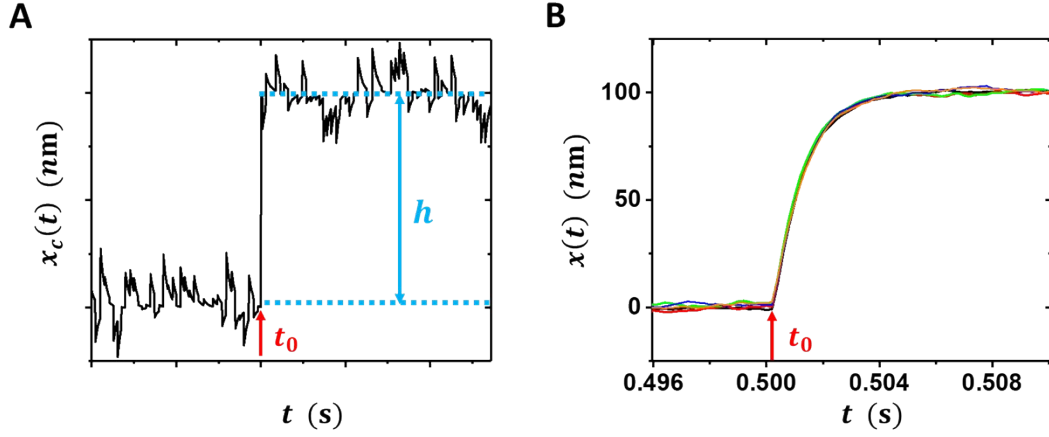 A
x_c(t) (nm)
h
t_0
t (s)
B
x(t) (nm)
100
50
0
t_0
0.496 0.500 0.504 0.508
t (s)